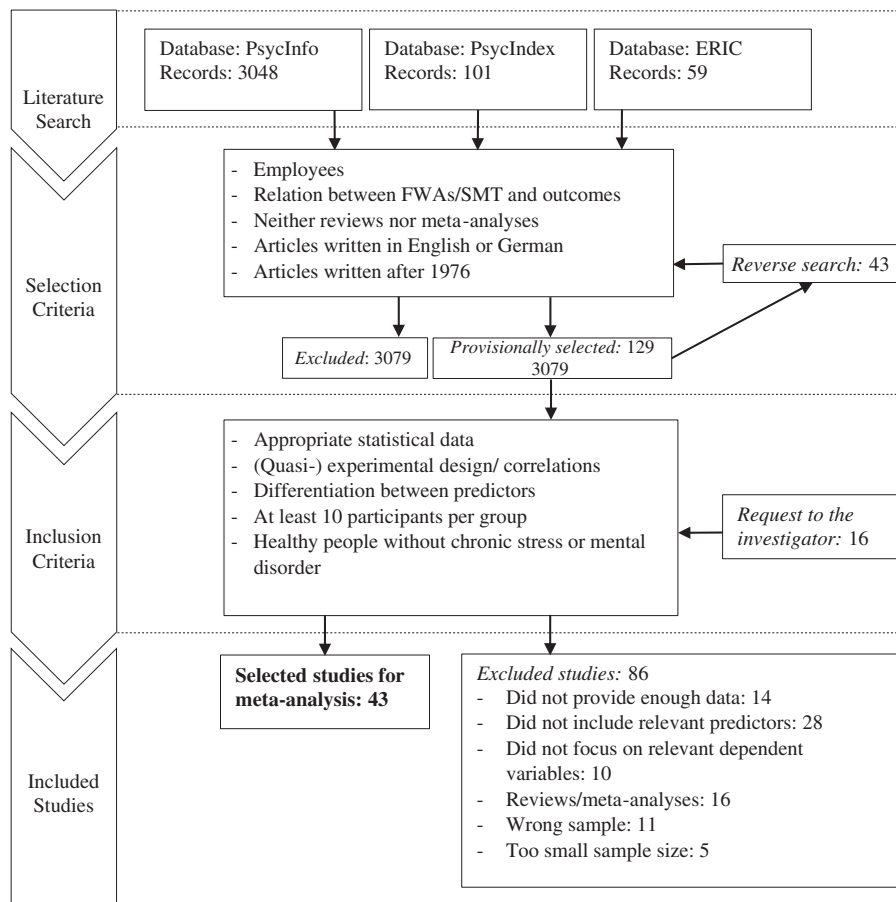 Database: PsycInfo
Records: 3048
Database: PsycIndex
Records: 101
Database: ERIC
Records: 59
Literature
Search
- Employees
- Relation between FWAs/SMT and outcomes
- Neither reviews nor meta-analyses
- Articles written in English or German
- Articles written after 1976
Reverse search: 43
Selection
Criteria
Excluded: 3079
Provisionally selected: 129
3079
- Appropriate statistical data
- (Quasi-) experimental design/ correlations
- Differentiation between predictors
- At least 10 participants per group
- Healthy people without chronic stress or mental
disorder
Request to the
investigator: 16
Inclusion
Criteria
Selected studies for
meta-analysis: 43
Excluded studies: 86
- Did not provide enough data: 14
- Did not include relevant predictors: 28
- Did not focus on relevant dependent
variables: 10
- Reviews/meta-analyses: 16
- Wrong sample: 11
- Too small sample size: 5
Included
Studies